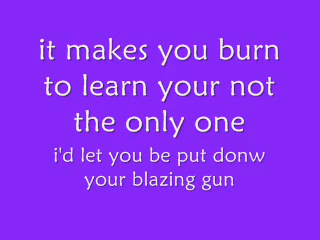 it makes you burn
to learn your not
the only one
i'd let you be put donw
your blazing gun